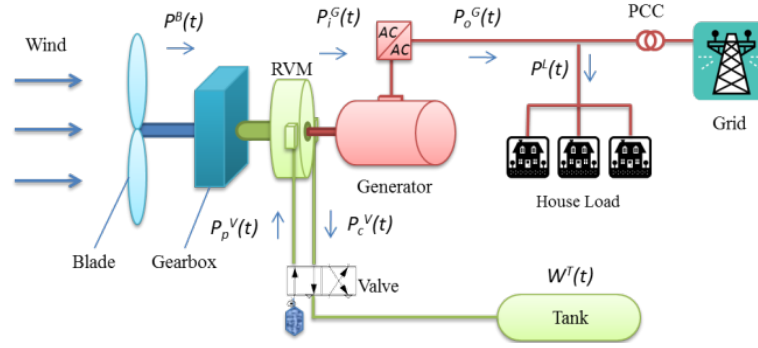 Wind
P^B(t)
RVM
P_i^G(t)
AC
AC
P_o^G(t)
PCC
P^L(t)
Grid
Generator
House Load
Blade
Gearbox
P_p^V(t)
P_c^V(t)
Valve
W^T(t)
Tank